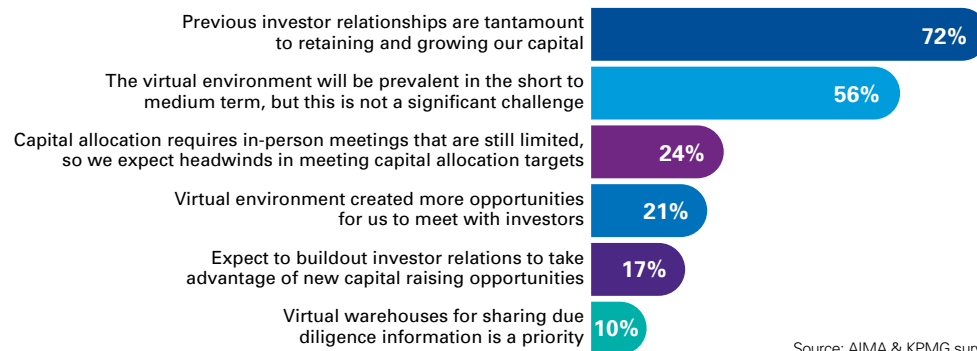 Previous investor relationships are tantamount
to retaining and growing our capital
72%
The virtual environment will be prevalent in the short to
medium term, but this is not a significant challenge
56%
Capital allocation requires in-person meetings that are still limited,
so we expect headwinds in meeting capital allocation targets
24%
Virtual environment created more opportunities
for us to meet with investors
21%
Expect to buildout investor relations to take
advantage of new capital raising opportunities
17%
Virtual warehouses for sharing due
diligence information is a priority
10%
Source: AIMA & KPMG